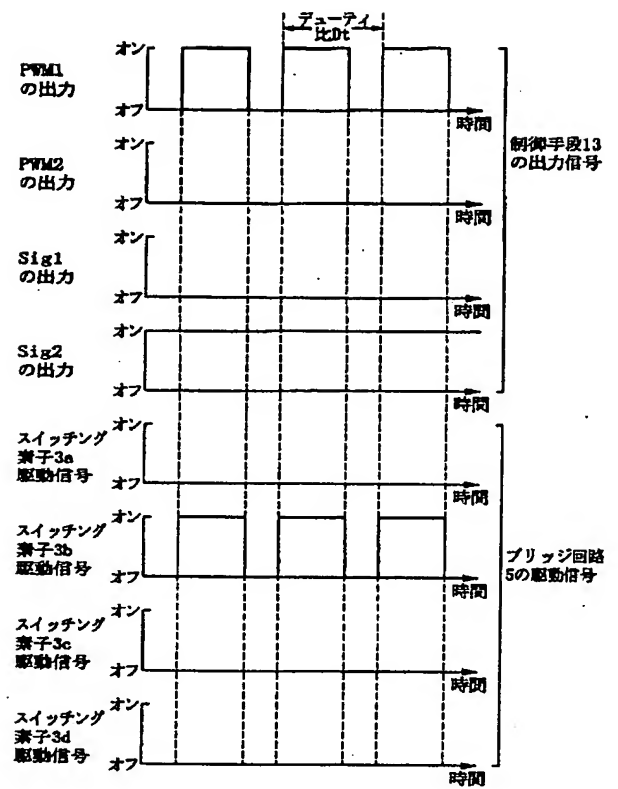 デューティ
比Dt
オン
PWM1
の出力
オフ
時間
オン
PWM2
の出力
オフ
時間
制御手段13
の出力信号
オン
Sig1
の出力
オフ
時間
オン
Sig2
の出力
オフ
時間
オン
スイッチング
素子3a
駆動信号
オフ
時間
オン
スイッチング
素子3b
駆動信号
オフ
時間
ブリッジ回路
5の駆動信号
オン
スイッチング
素子3c
駆動信号
オフ
時間
オン
スイッチング
素子3d
駆動信号
オフ
時間